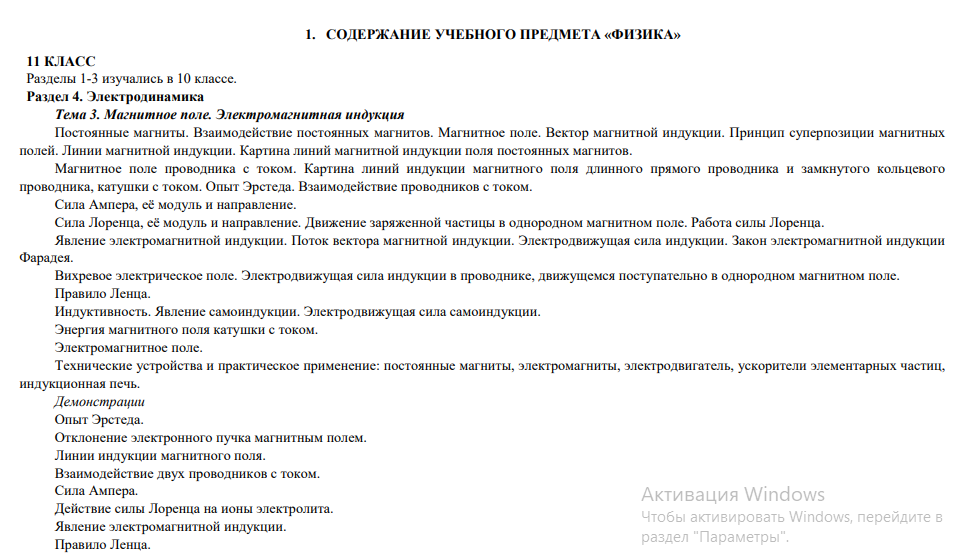 1. СОДЕРЖАНИЕ УЧЕБНОГО ПРЕДМЕТА «ФИЗИКА»
11 КЛАСС
Разделы 1-3 изучались в 10 классе.
Раздел 4. Электродинамика
Тема 3. Магнитное поле. Электромагнитная индукция
Постоянные магниты. Взаимодействие постоянных магнитов. Магнитное поле. Вектор магнитной индукции. Принцип суперпозиции магнитных
полей. Линии магнитной индукции. Картина линий магнитной индукции поля постоянных магнитов.
Магнитное поле проводника с током. Картина линий индукции магнитного поля длинного прямого проводника и замкнутого кольцевого
проводника, катушки с током. Опыт Эрстеда. Взаимодействие проводников с током.
Сила Ампера, её модуль и направление.
Сила Лоренца, её модуль и направление. Движение заряженной частицы в однородном магнитном поле. Работа силы Лоренца.
Явление электромагнитной индукции. Поток вектора магнитной индукции. Электродвижущая сила индукции. Закон электромагнитной индукции
Фарадея.
Вихревое электрическое поле. Электродвижущая сила индукции в проводнике, движущемся поступательно в однородном магнитном поле.
Правило Ленца.
Индуктивность. Явление самоиндукции. Электродвижущая сила самоиндукции.
Энергия магнитного поля катушки с током.
Электромагнитное поле.
Технические устройства и практическое применение: постоянные магниты, электромагниты, электродвигатель, ускорители элементарных частиц,
индукционная печь.
Демонстрации
Опыт Эрстеда.
Отклонение электронного пучка магнитным полем.
Линии индукции магнитного поля.
Взаимодействие двух проводников с током.
Сила Ампера.
Действие силы Лоренца на ионы электролита.
Явление электромагнитной индукции.
Правило Ленца.
Активация Windows
Чтобы активировать Windows, перейдите в
раздел "Параметры".